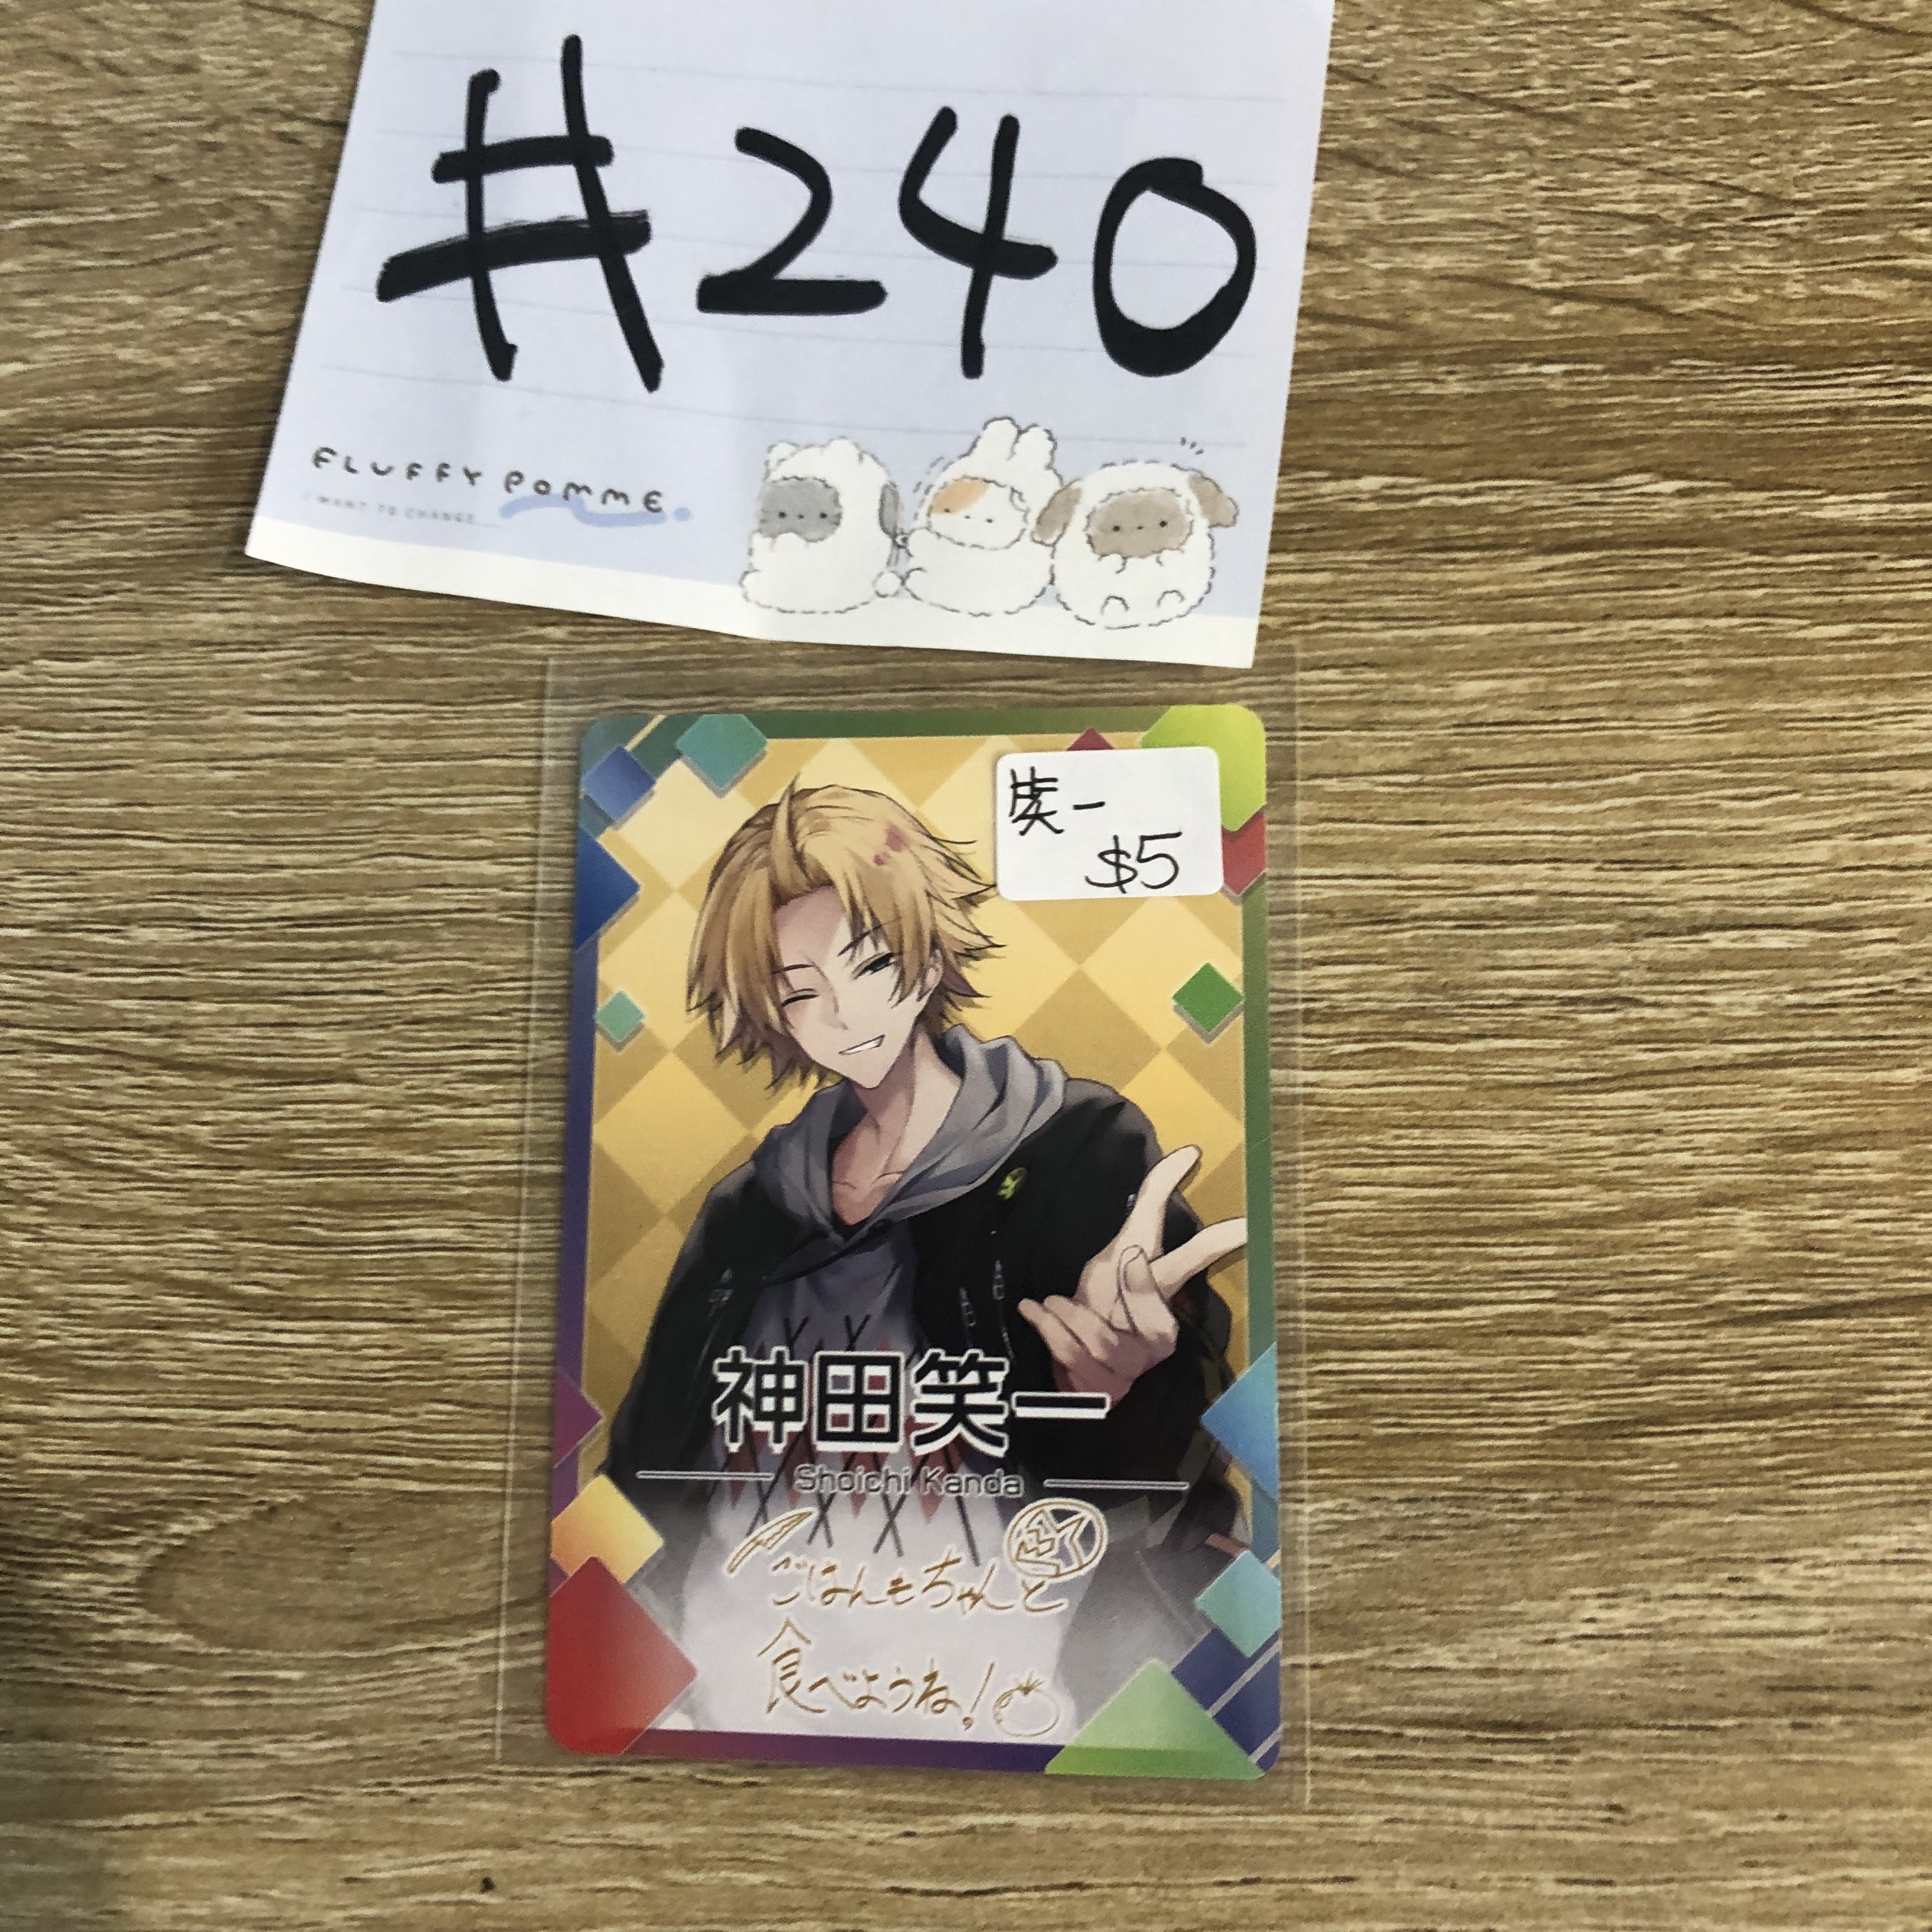 #240
FLUFFY POMME.
I WANT TO CHANGE
笑一
$5
神田笑一
Shoichi Kanda
ごはんもちゃんと
食べようね!